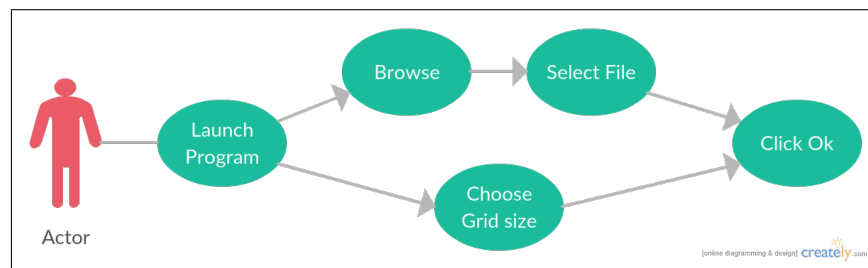 Browse
Select File
Launch
Program
Click Ok
Choose
Grid size
Actor
[online diagramming & design] creately.com